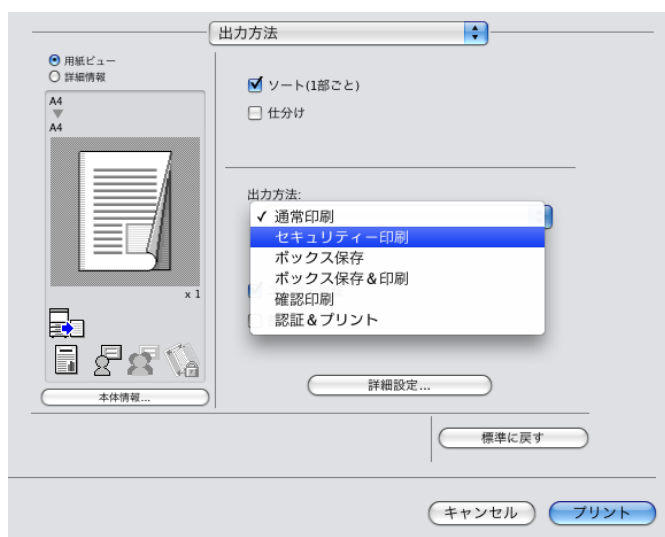 出力方法
用紙ビュー
詳細情報
A4
A4
x 1
本体情報...
ソート(1部ごと)
仕分け
出力方法:
✓ 通常印刷
セキュリティー印刷
ボックス保存
ボックス保存＆印刷
確認印刷
認証＆プリント
詳細設定...
標準に戻す
キャンセル
プリント